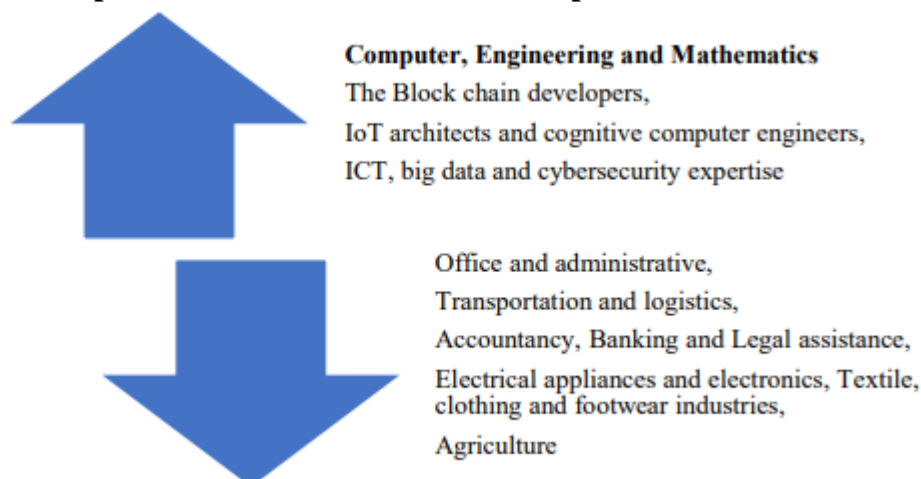 Computer, Engineering and Mathematics
The Block chain developers,
IoT architects and cognitive computer engineers,
ICT, big data and cybersecurity expertise
Office and administrative,
Transportation and logistics,
Accountancy, Banking and Legal assistance,
Electrical appliances and electronics, Textile,
clothing and footwear industries,
Agriculture